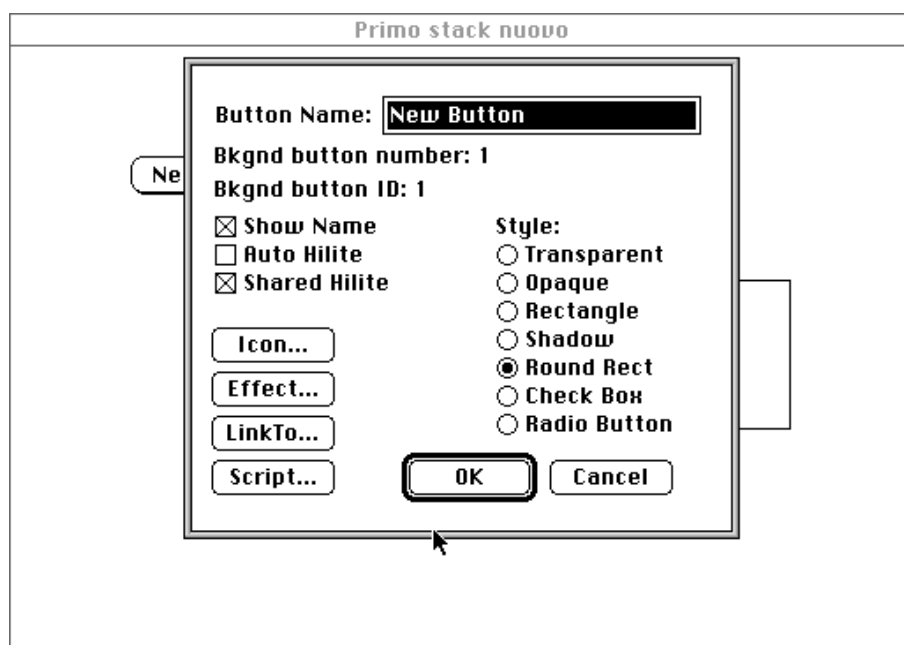 Primo stack nuovo
Button Name: New Button
Bkgnd button number: 1
Ne
Bkgnd button ID: 1
Show Name
Style:
Auto Hilite
Transparent
Shared Hilite
Opaque
Rectangle
Icon...
Shadow
Round Rect
Effect...
Check Box
LinkTo...
Radio Button
Script...
OK
Cancel